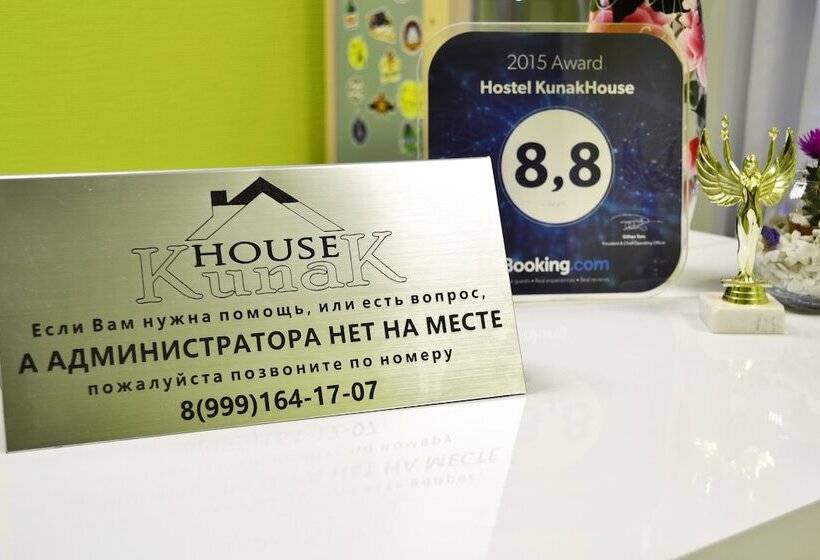 2015 Award
Hostel KunakHouse
8,8
Booking.com
HOUSE
KunaK
Если Вам нужна помощь, или есть вопрос,
А АДМИНИСТРАТОРА НЕТ НА МЕСТЕ
пожалуйста позвоните по номеру
8(999)164-17-07